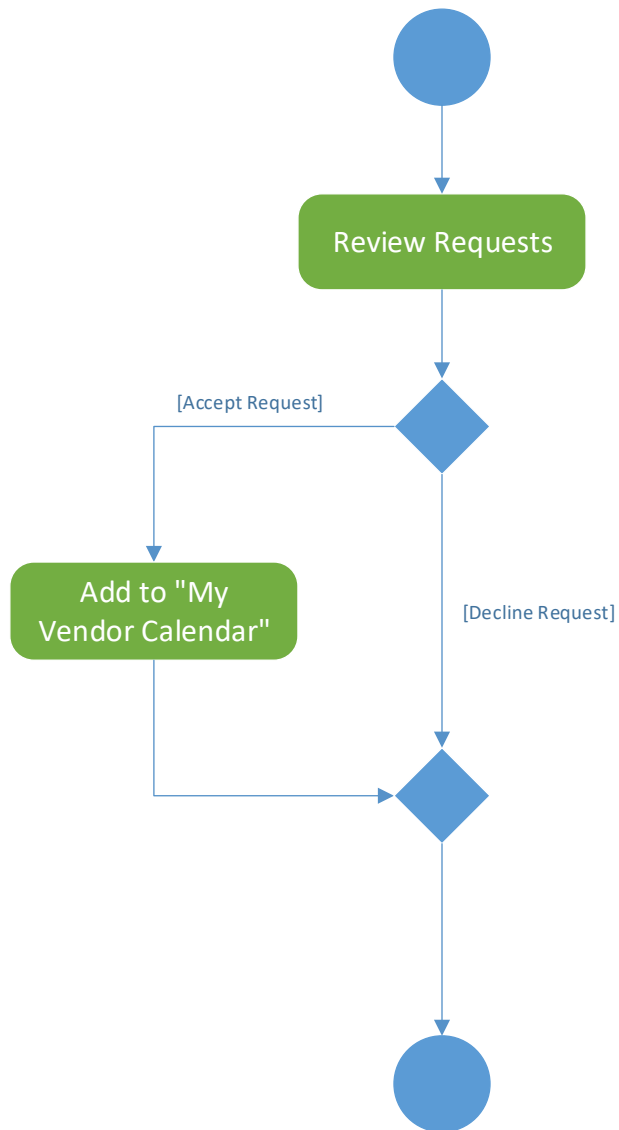 Review Requests
[Accept Request]
Add to "My
Vendor Calendar"
[Decline Request]